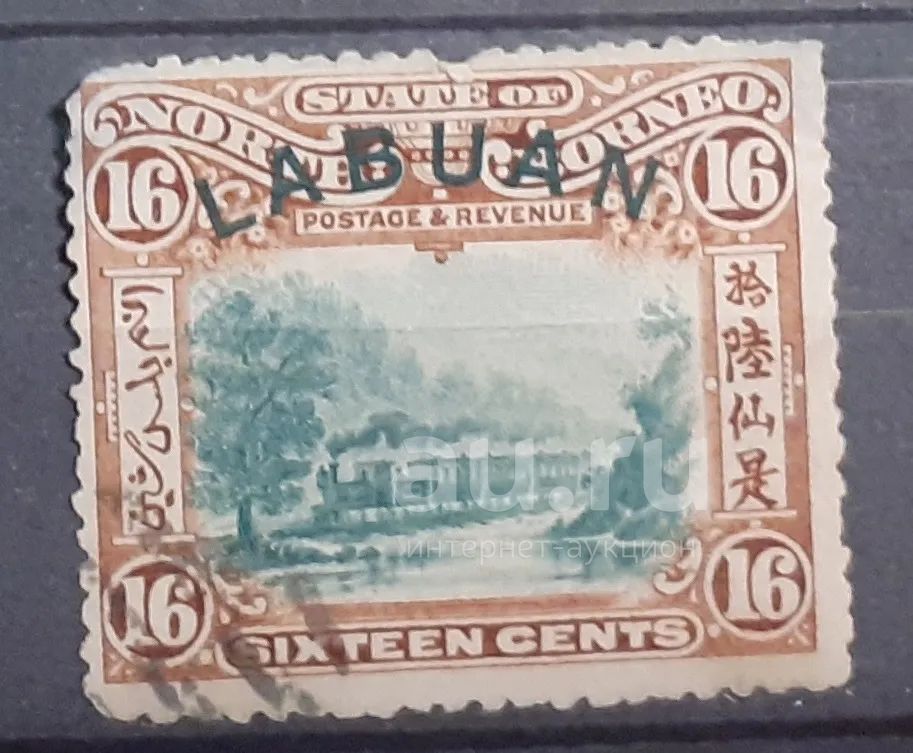 STATE OF
NORTH BORNEO.
LABUAN
16
16
POSTAGE & REVENUE
拾陸仙是
au.ru
интернет-аукцион
16
16
SIXTEEN CENTS